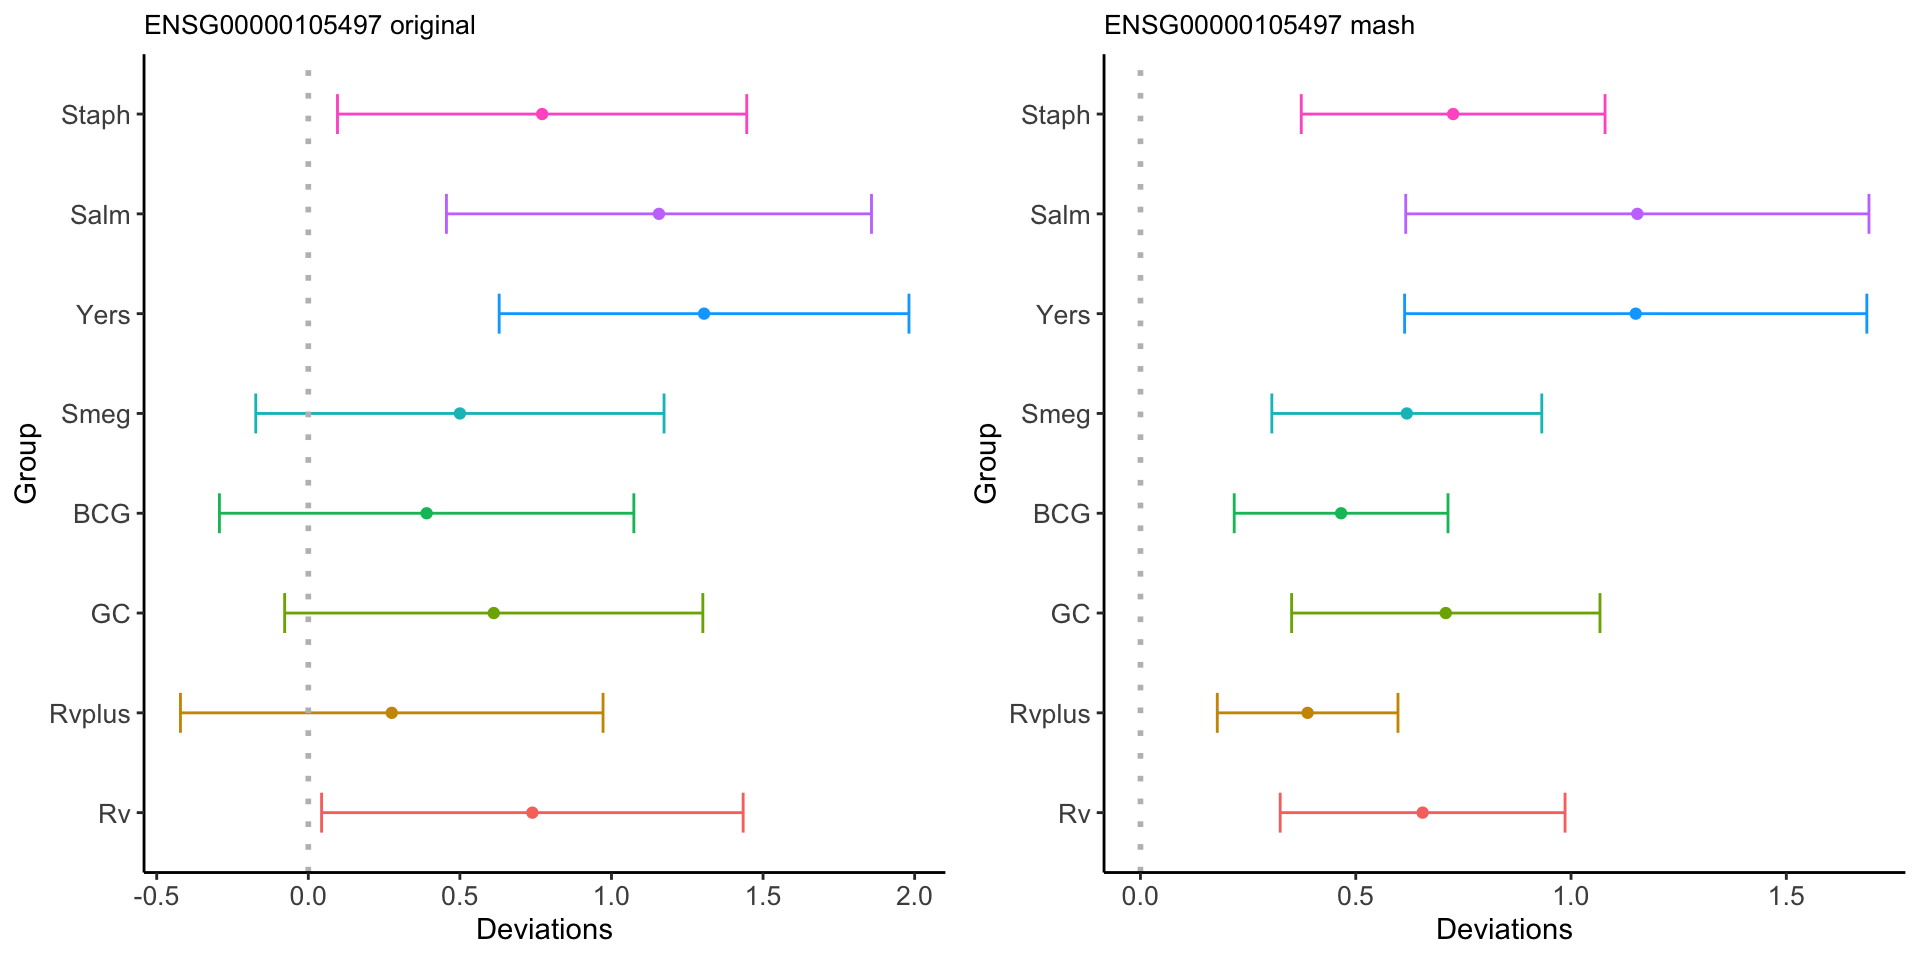 ENSG00000105497 original
Staph
Salm
Yers
Smeg
BCG
GC
Rvplus
Rv
Group
-0.5 0.0 0.5 1.0 1.5 2.0
Deviations
ENSG00000105497 mash
Staph
Salm
Yers
Smeg
BCG
GC
Rvplus
Rv
Group
0.0 0.5 1.0 1.5
Deviations